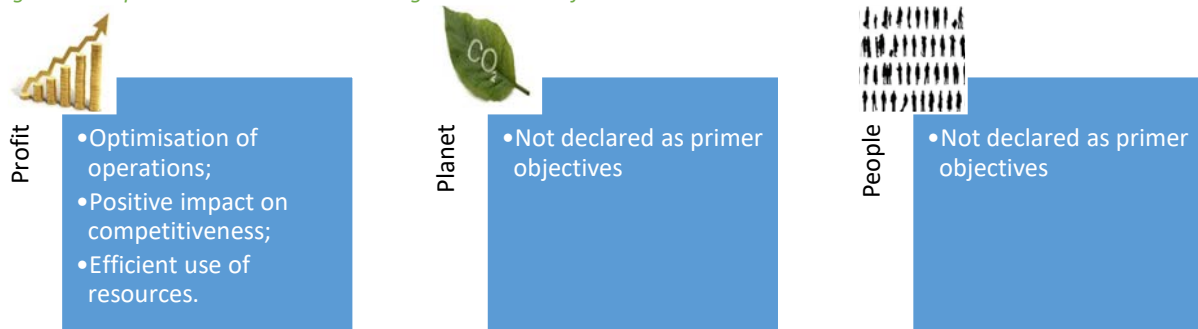 Profit
•Optimisation of
operations;
•Positive impact on
competitiveness;
•Efficient use of
resources.
CO2
Planet
•Not declared as primer
objectives
People
•Not declared as primer
objectives